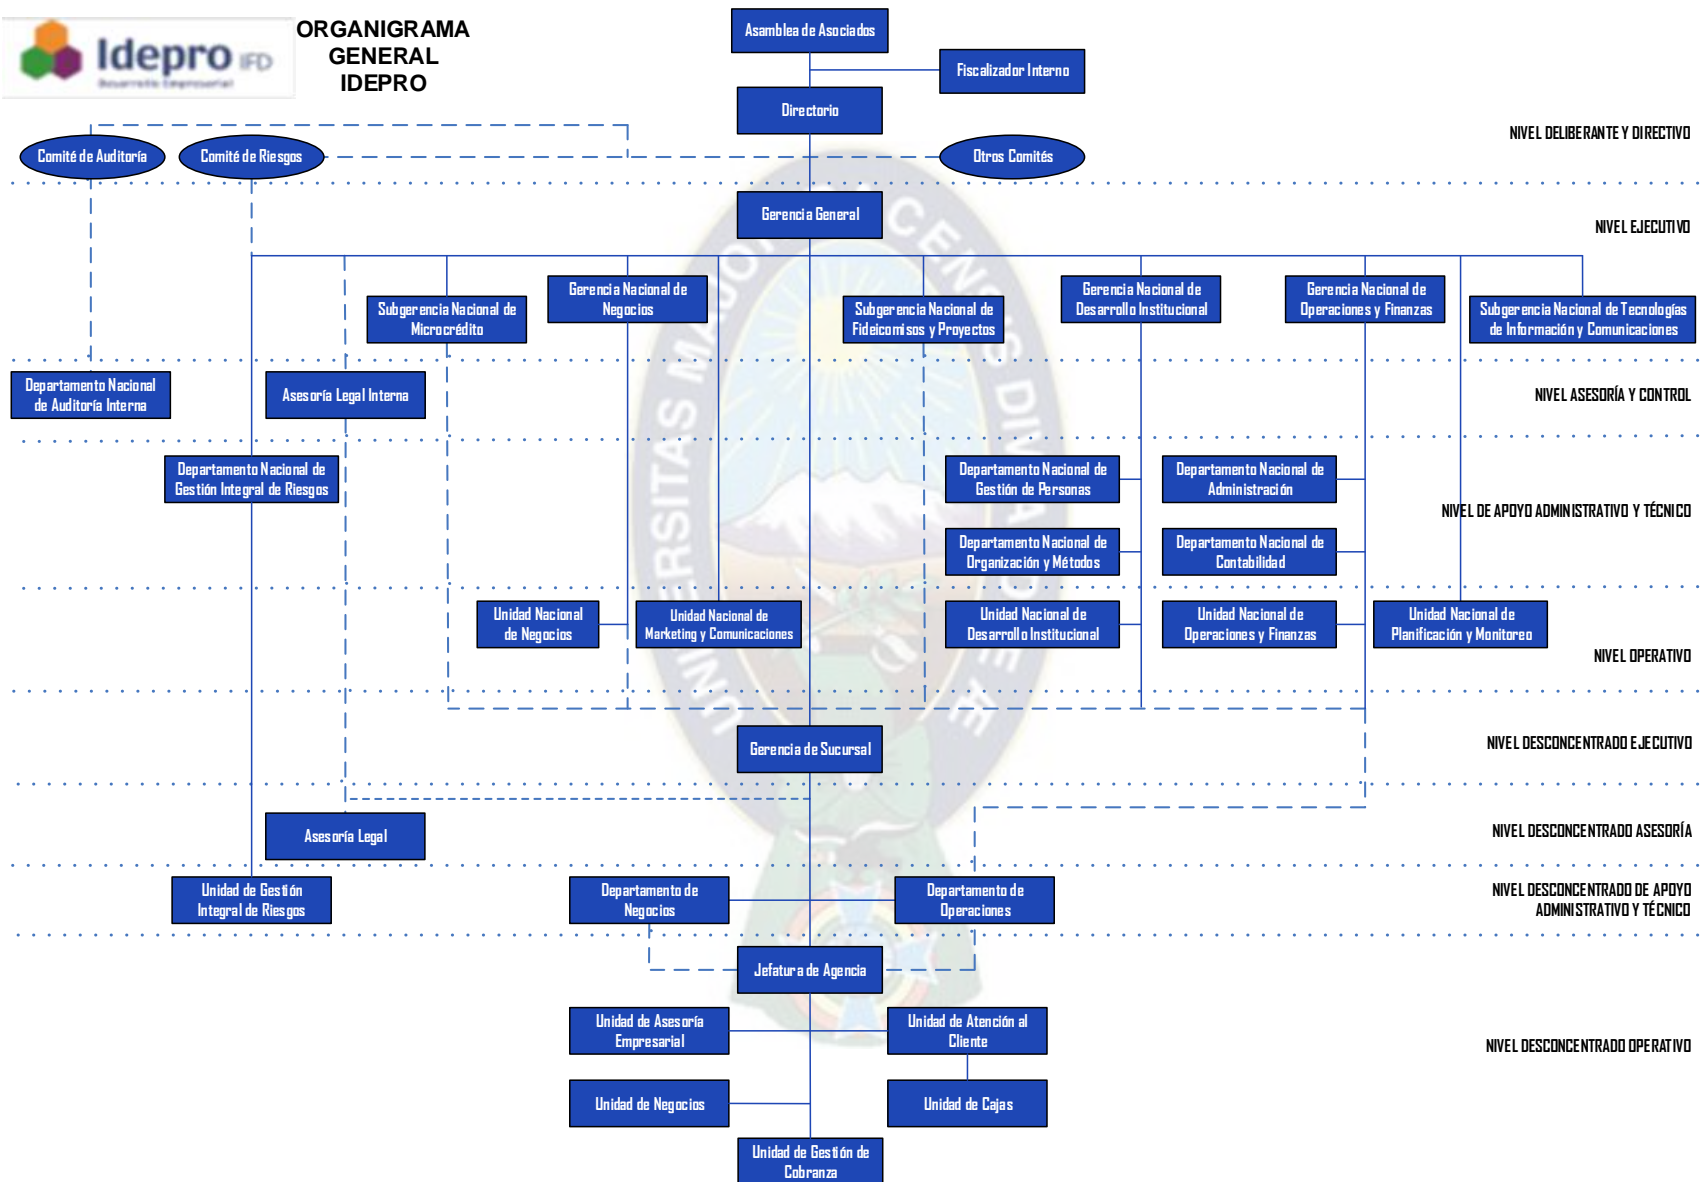 Idepro IFD
Desarrollo Empresarial
ORGANIGRAMA
GENERAL
IDEPRO
Asamblea de Asociados
Fiscalizador Interno
Directorio
NIVEL DELIBERANTE Y DIRECTIVO
Comité de Auditoría
Comité de Riesgos
Otros Comités
Gerencia General
NIVEL EJECUTIVO
Subgerencia Nacional de
Microcrédito
Gerencia Nacional de
Negocios
Subgerencia Nacional de
Fideicomisos y Proyectos
Gerencia Nacional de
Desarrollo Institucional
Gerencia Nacional de
Operaciones y Finanzas
Subgerencia Nacional de Tecnologías
de Información y Comunicaciones
Departamento Nacional
de Auditoría Interna
Asesoría Legal Interna
NIVEL ASESORÍA Y CONTROL
Departamento Nacional de
Gestión Integral de Riesgos
Departamento Nacional de
Gestión de Personas
Departamento Nacional de
Administración
NIVEL DE APOYO ADMINISTRATIVO Y TÉCNICO
Departamento Nacional de
Organización y Métodos
Departamento Nacional de
Contabilidad
Unidad Nacional
de Negocios
Unidad Nacional de
Marketing y Comunicaciones
Unidad Nacional de
Desarrollo Institucional
Unidad Nacional de
Operaciones y Finanzas
Unidad Nacional de
Planificación y Monitoreo
NIVEL OPERATIVO
Gerencia de Sucursal
NIVEL DESCONCENTRADO EJECUTIVO
Asesoría Legal
NIVEL DESCONCENTRADO ASESORÍA
Unidad de Gestión
Integral de Riesgos
Departamento de
Negocios
Departamento de
Operaciones
NIVEL DESCONCENTRADO DE APOYO
ADMINISTRATIVO Y TÉCNICO
Jefatura de Agencia
Unidad de Asesoría
Empresarial
Unidad de Atención al
Cliente
NIVEL DESCONCENTRADO OPERATIVO
Unidad de Negocios
Unidad de Cajas
Unidad de Gestión de
Cobranza